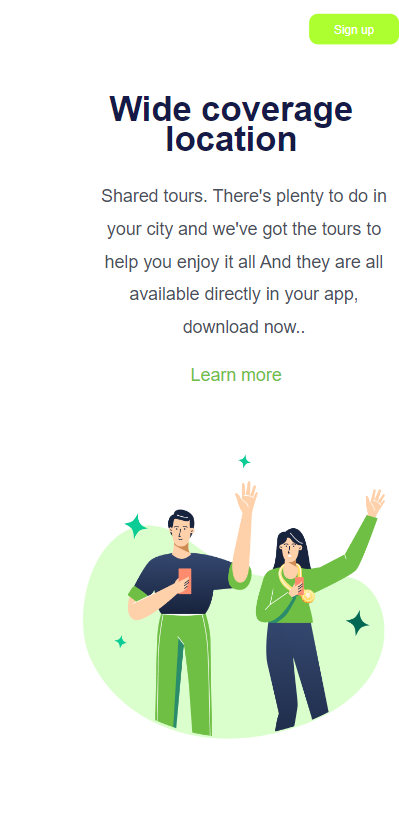 Sign up
Wide coverage
location
Shared tours. There's plenty to do in
your city and we've got the tours to
help you enjoy it all And they are all
available directly in your app,
download now..
Learn more